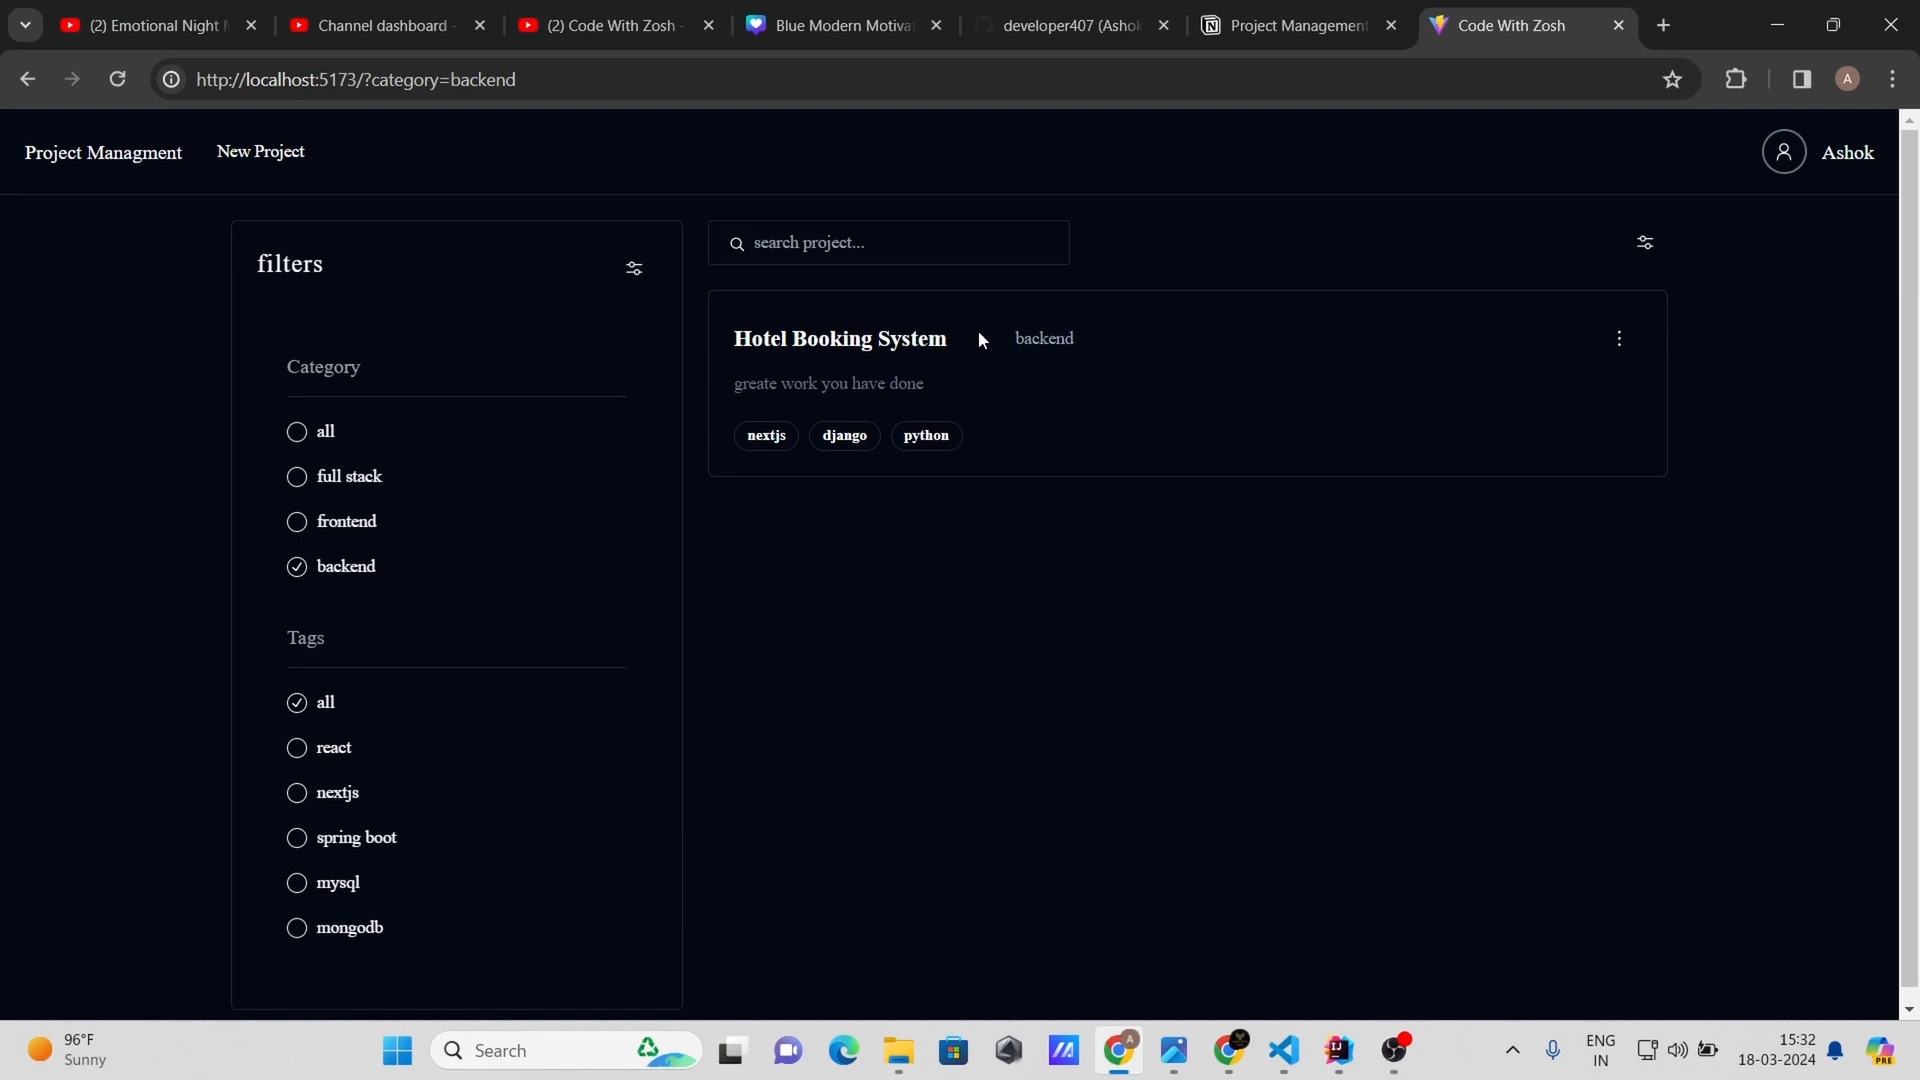 (2) Emotional Night M
Channel dashboard -
(2) Code With Zosh -
Blue Modern Motivat
developer407 (Ashok
Project Management
Code With Zosh
http://localhost:5173/?category=backend
A
Project Managment
New Project
Ashok
filters
search project...
Hotel Booking System
backend
greate work you have done
nextjs
django
python
Category
all
full stack
frontend
backend
Tags
all
react
nextjs
spring boot
mysql
mongodb
96°F
Sunny
Search
A
ENG
IN
15:32
18-03-2024
PRE